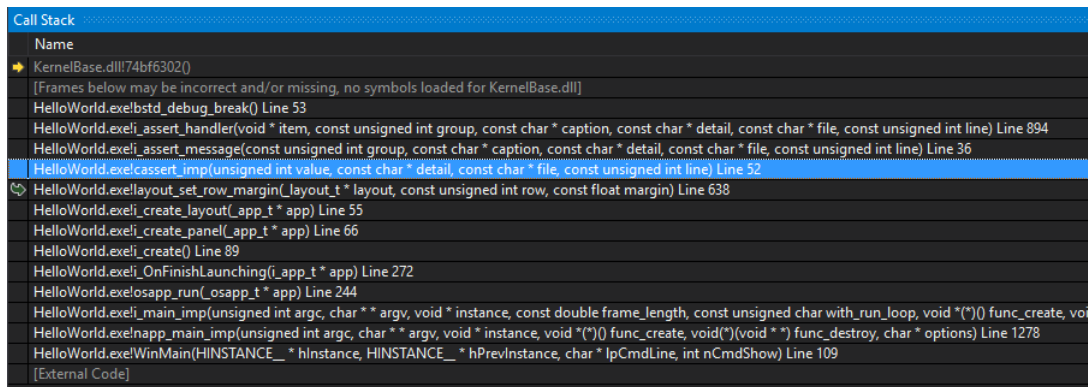 Call Stack
Name
KernelBase.dll!74bf6302()
[Frames below may be incorrect and/or missing, no symbols loaded for KernelBase.dll]
HelloWorld.exe!bstd_debug_break() Line 53
HelloWorld.exe!i_assert_handler(void * item, const unsigned int group, const char * caption, const char * detail, const char * file, const unsigned int line) Line 894
HelloWorld.exe!i_assert_message(const unsigned int group, const char * caption, const char * detail, const char * file, const unsigned int line) Line 36
HelloWorld.exe!cassert_imp(unsigned int value, const char * detail, const char * file, const unsigned int line) Line 52
HelloWorld.exe!layout_set_row_margin(_layout_t * layout, const unsigned int row, const float margin) Line 638
HelloWorld.exe!i_create_layout(_app_t * app) Line 55
HelloWorld.exe!i_create_panel(_app_t * app) Line 66
HelloWorld.exe!i_create() Line 89
HelloWorld.exe!i_OnFinishLaunching(i_app_t * app) Line 272
HelloWorld.exe!osapp_run(_osapp_t * app) Line 244
HelloWorld.exe!i_main_imp(unsigned int argc, char * * argv, void * instance, const double frame_length, const unsigned char with_run_loop, void *(*)() func_create, voi
HelloWorld.exe!napp_main_imp(unsigned int argc, char * * argv, void * instance, void *(*)() func_create, void(*)(void * *) func_destroy, char * options) Line 1278
HelloWorld.exe!WinMain(HINSTANCE__ * hInstance, HINSTANCE__ * hPrevInstance, char * lpCmdLine, int nCmdShow) Line 109
[External Code]